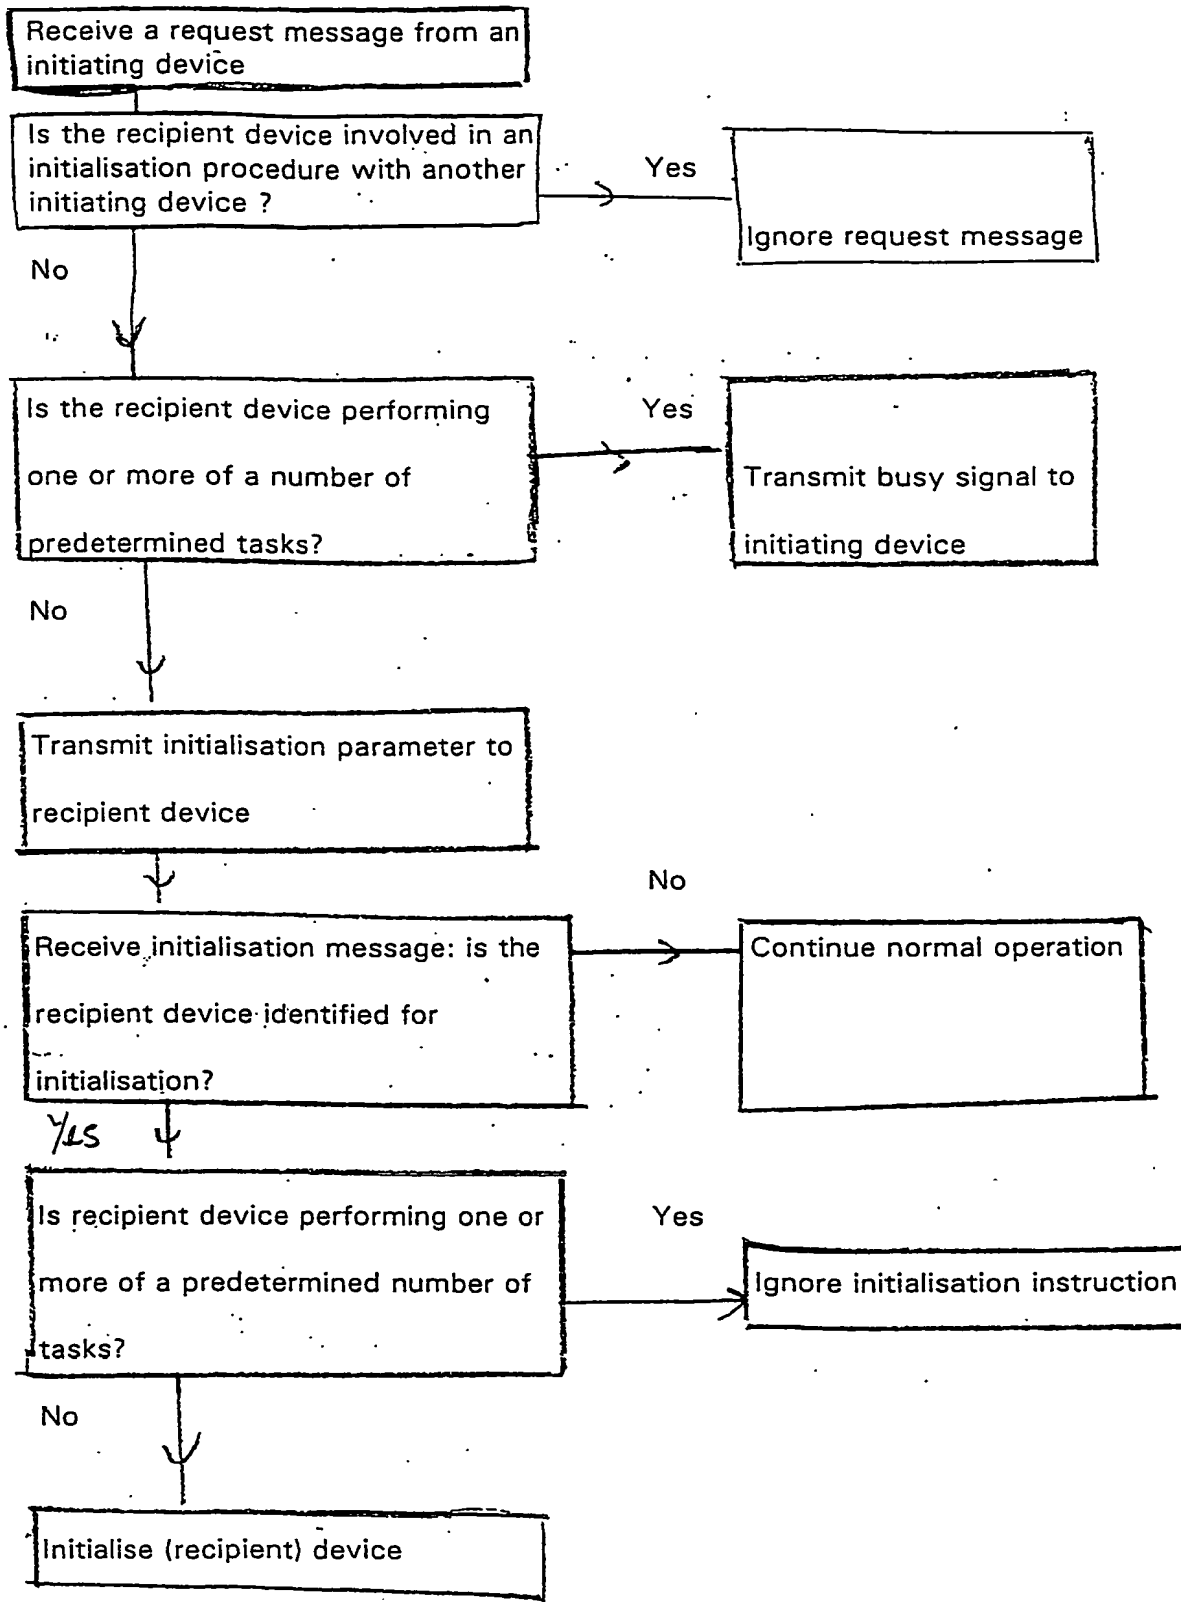 Receive a request message from an
initiating device
Is the recipient device involved in an
initialisation procedure with another
initiating device ?
Yes
Ignore request message
No
Is the recipient device performing
one or more of a number of
predetermined tasks?
Yes
Transmit busy signal to
initiating device
No
Transmit initialisation parameter to
recipient device
No
Receive initialisation message: is the
recipient device identified for
initialisation?
Continue normal operation
Yes
Is recipient device performing one or
more of a predetermined number of
tasks?
Yes
Ignore initialisation instruction
No
Initialise (recipient) device